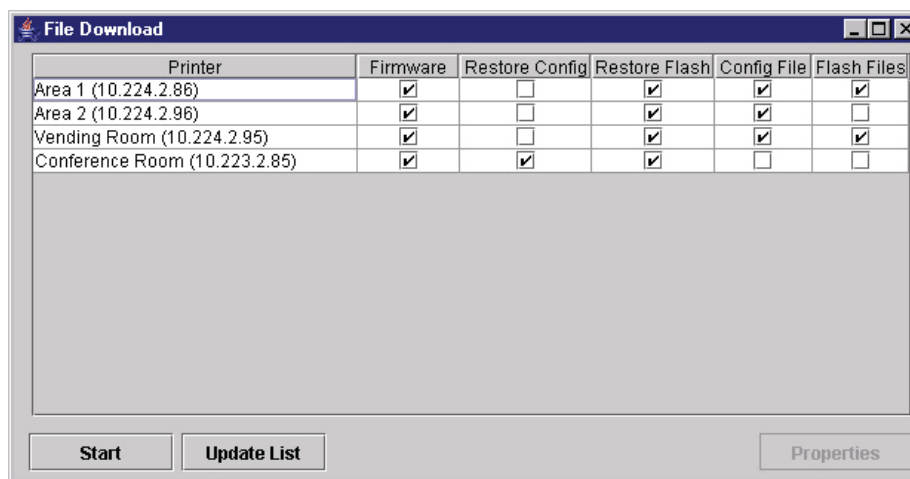 File Download
Printer Firmware Restore Config Restore Flash Config File Flash Files
Area 1 (10.224.2.86)
Area 2 (10.224.2.96)
Vending Room (10.224.2.95)
Conference Room (10.223.2.85)
Start Update List Properties